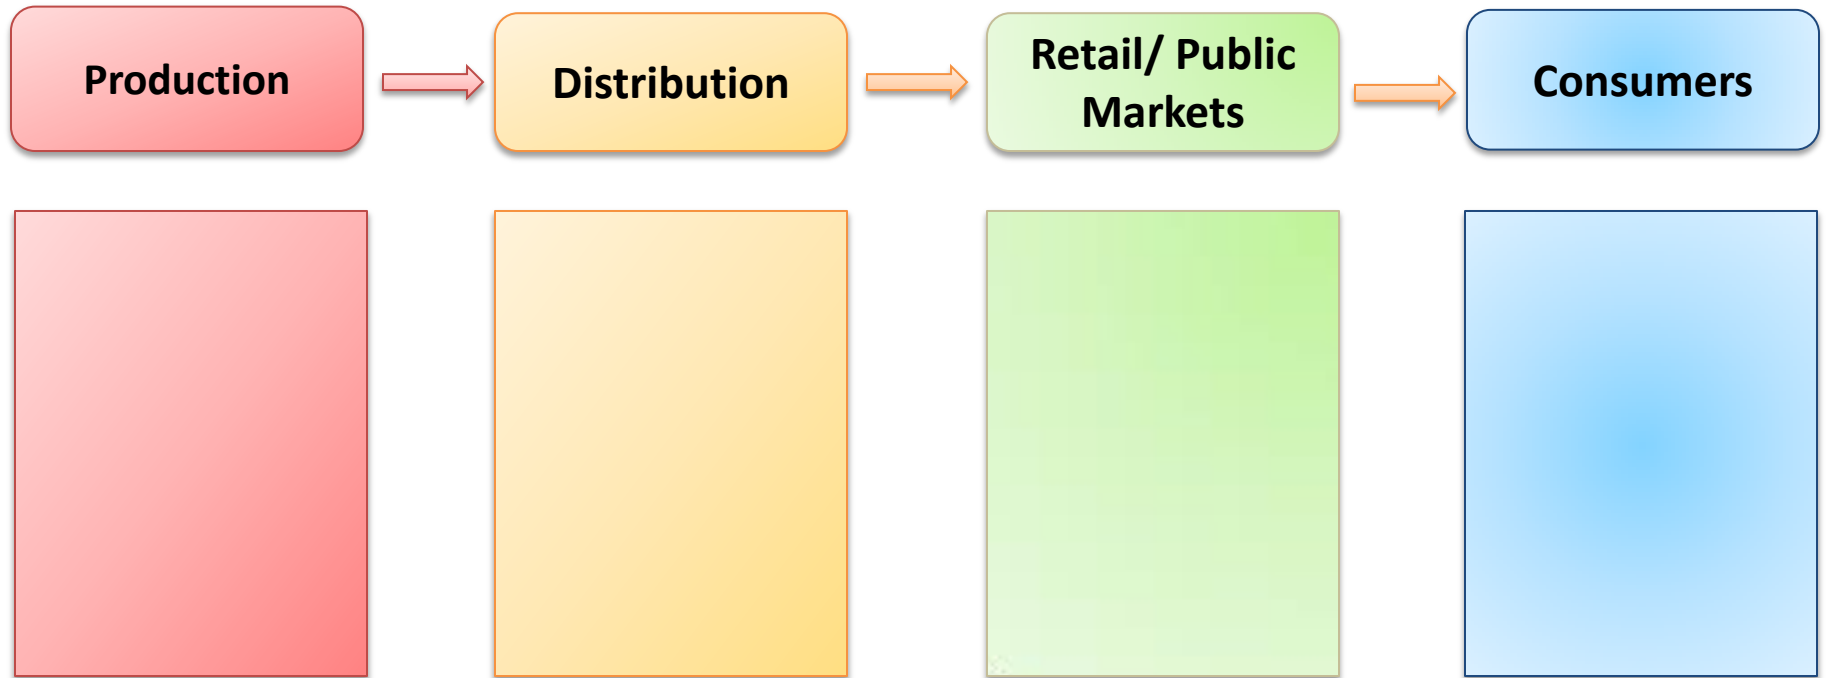 Production
Distribution
Retail/ Public
Markets
Consumers